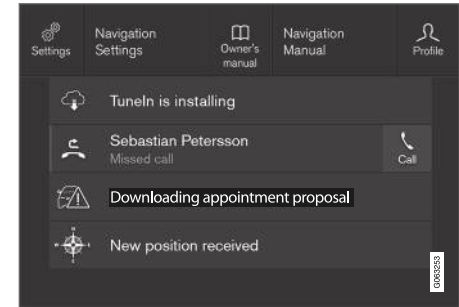 Settings
Navigation
Settings
Owner's
manual
Navigation
Manual
Profile
TuneIn is installing
Sebastian Petersson
Missed call
Call
Downloading appointment proposal
New position received
G063253